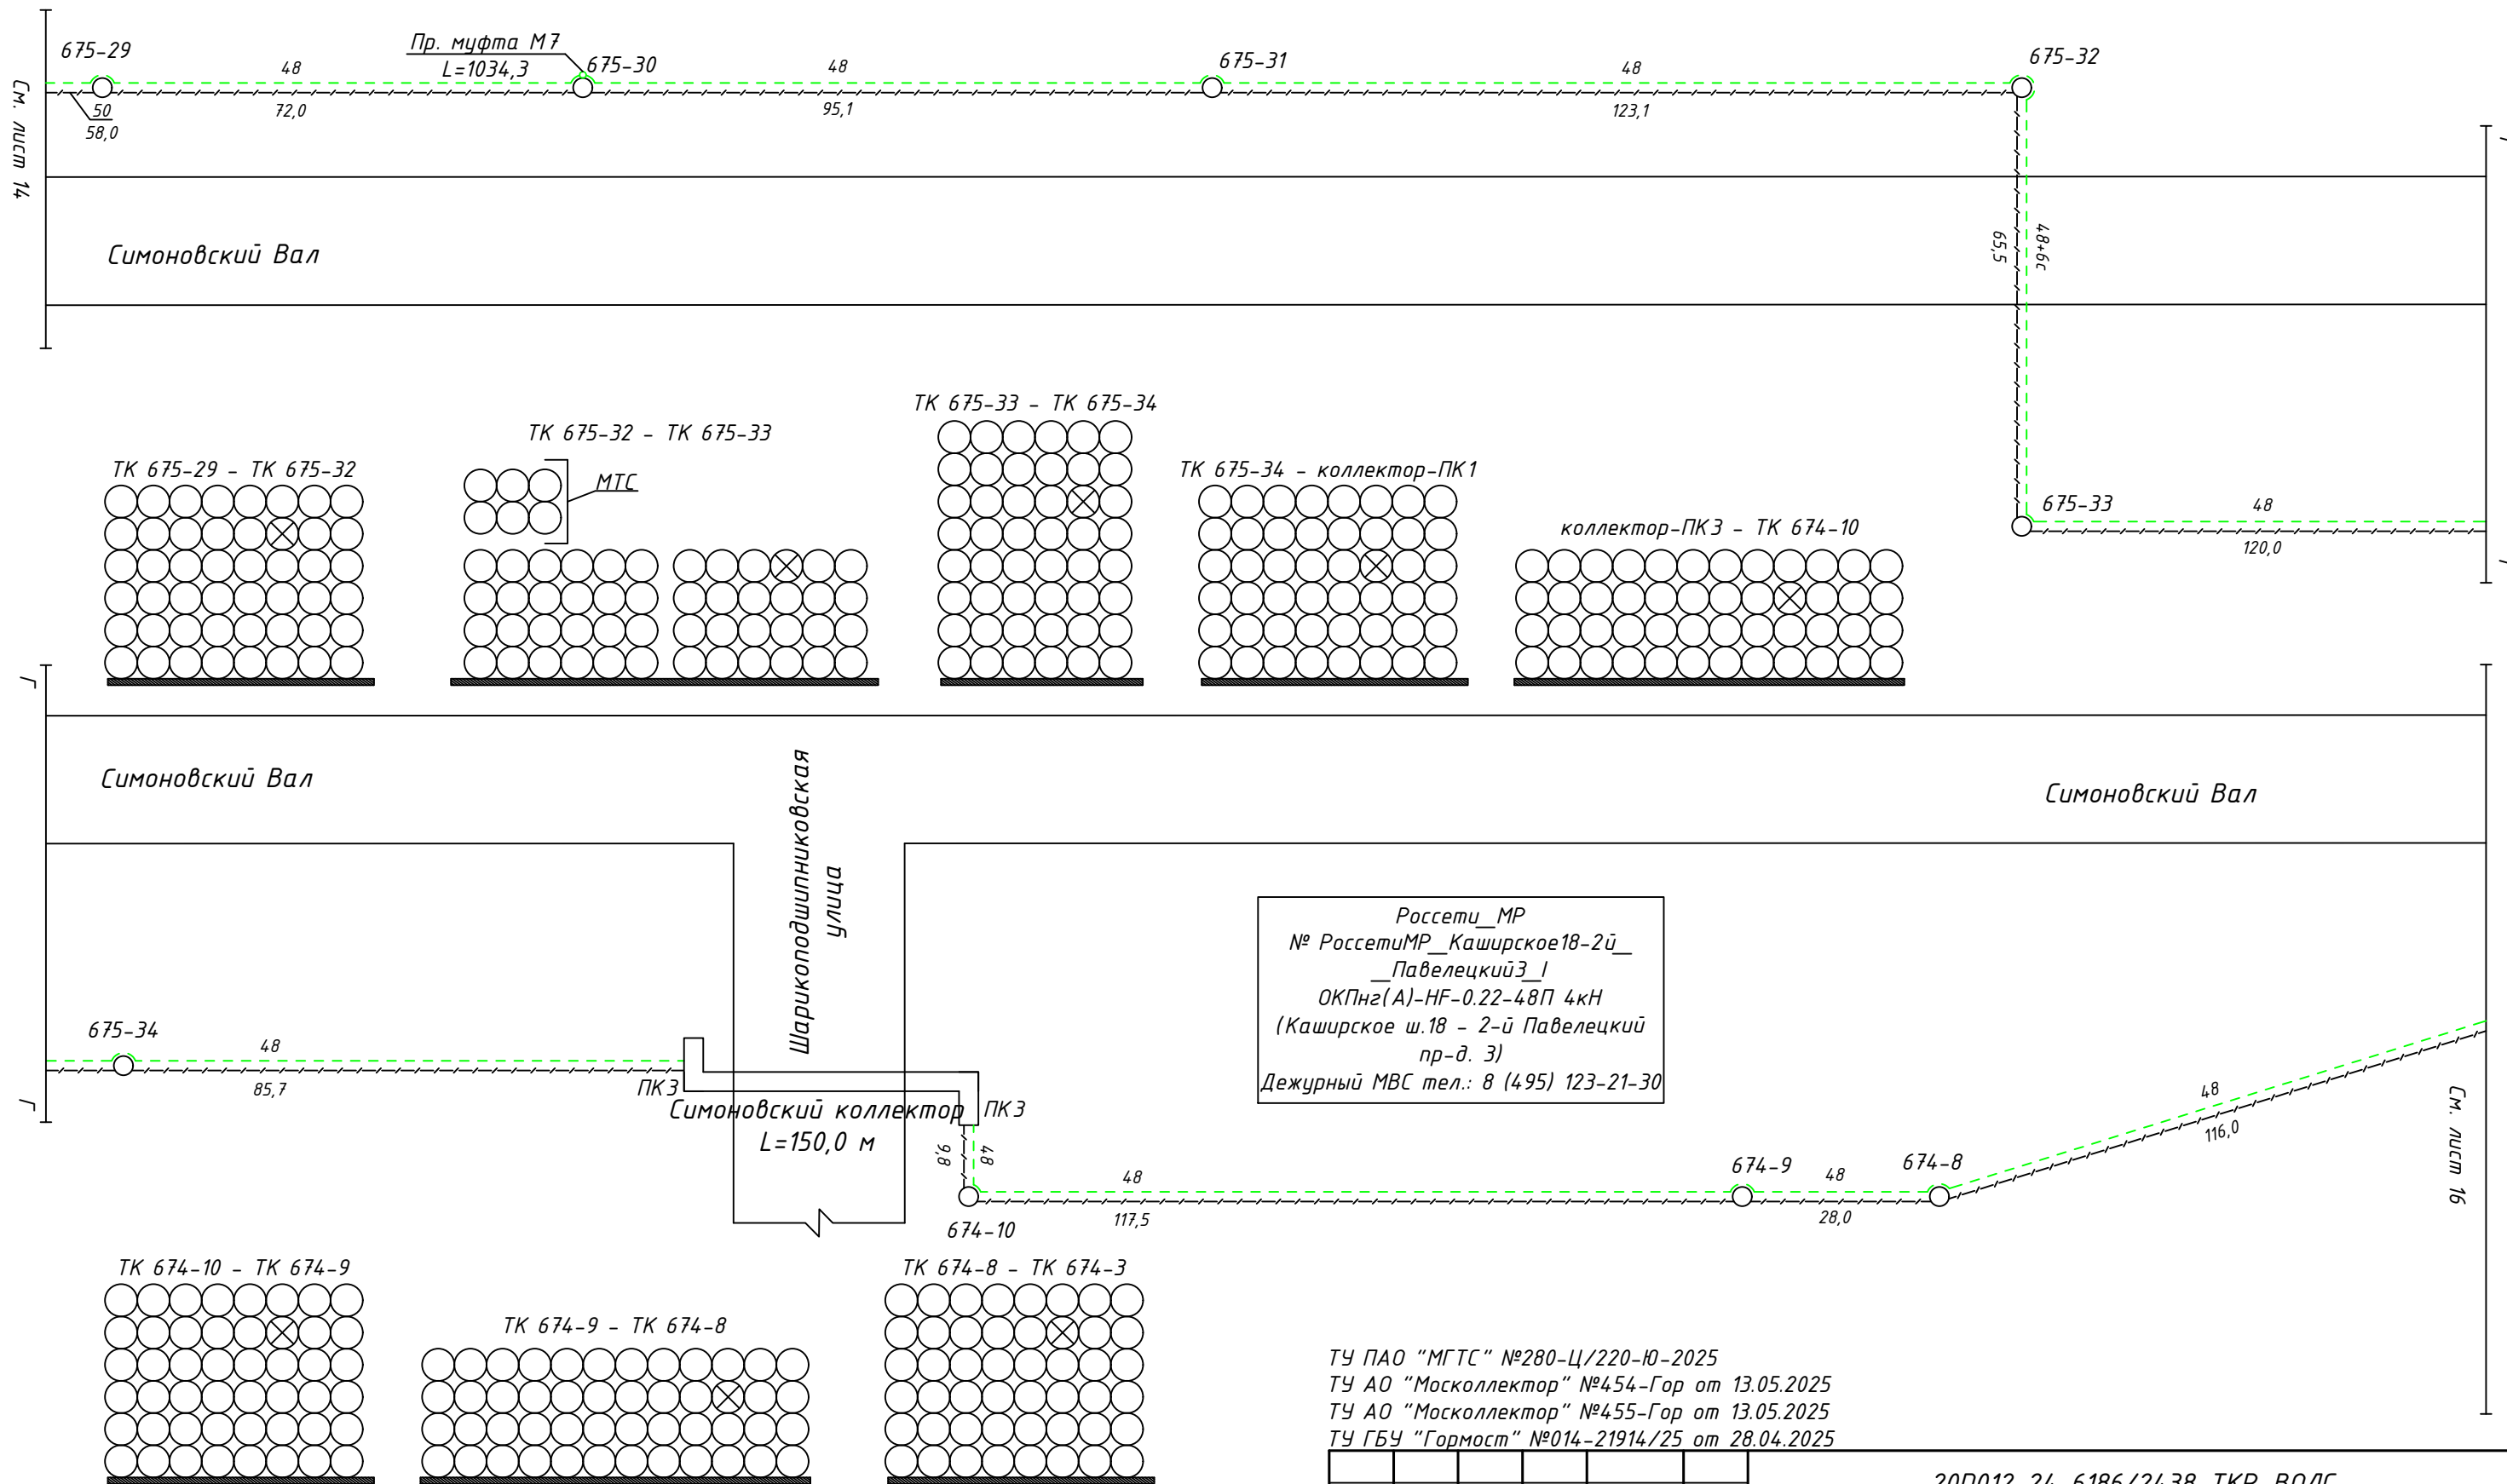 675-29
48
Пр. муфта М7
L=1034,3
675-30
48
675-31
48
675-32
См. лист 14
50
58,0
72,0
95,1
123,1
Симоновский Вал
65,5
48+6с
675-33
48
120,0
ТК 675-29 - ТК 675-32
ТК 675-32 - ТК 675-33
МТС
ТК 675-33 - ТК 675-34
ТК 675-34 - коллектор-ПК1
коллектор-ПК3 - ТК 674-10
Г
Симоновский Вал
Шарикоподшипниковская
улица
Симоновский Вал
Россети_МР
№ РоссетиМР_Каширское18-2й_
_Павелецкий3_I
ОКПнг(А)-HF-0.22-48П 4кН
(Каширское ш.18 - 2-й Павелецкий
пр-д. 3)
Дежурный МВС тел.: 8 (495) 123-21-30
675-34
48
85,7
ПК3
Г
Симоновский коллектор
L=150,0 м
ПК3
9,8
48
674-10
48
117,5
674-9
48
28,0
674-8
48
116,0
См. лист 16
ТК 674-10 - ТК 674-9
ТК 674-9 - ТК 674-8
ТК 674-8 - ТК 674-3
ТУ ПАО "МГТС" №280-Ц/220-Ю-2025
ТУ АО "Москоллектор" №454-Гор от 13.05.2025
ТУ АО "Москоллектор" №455-Гор от 13.05.2025
ТУ ГБУ "Гормост" №014-21914/25 от 28.04.2025